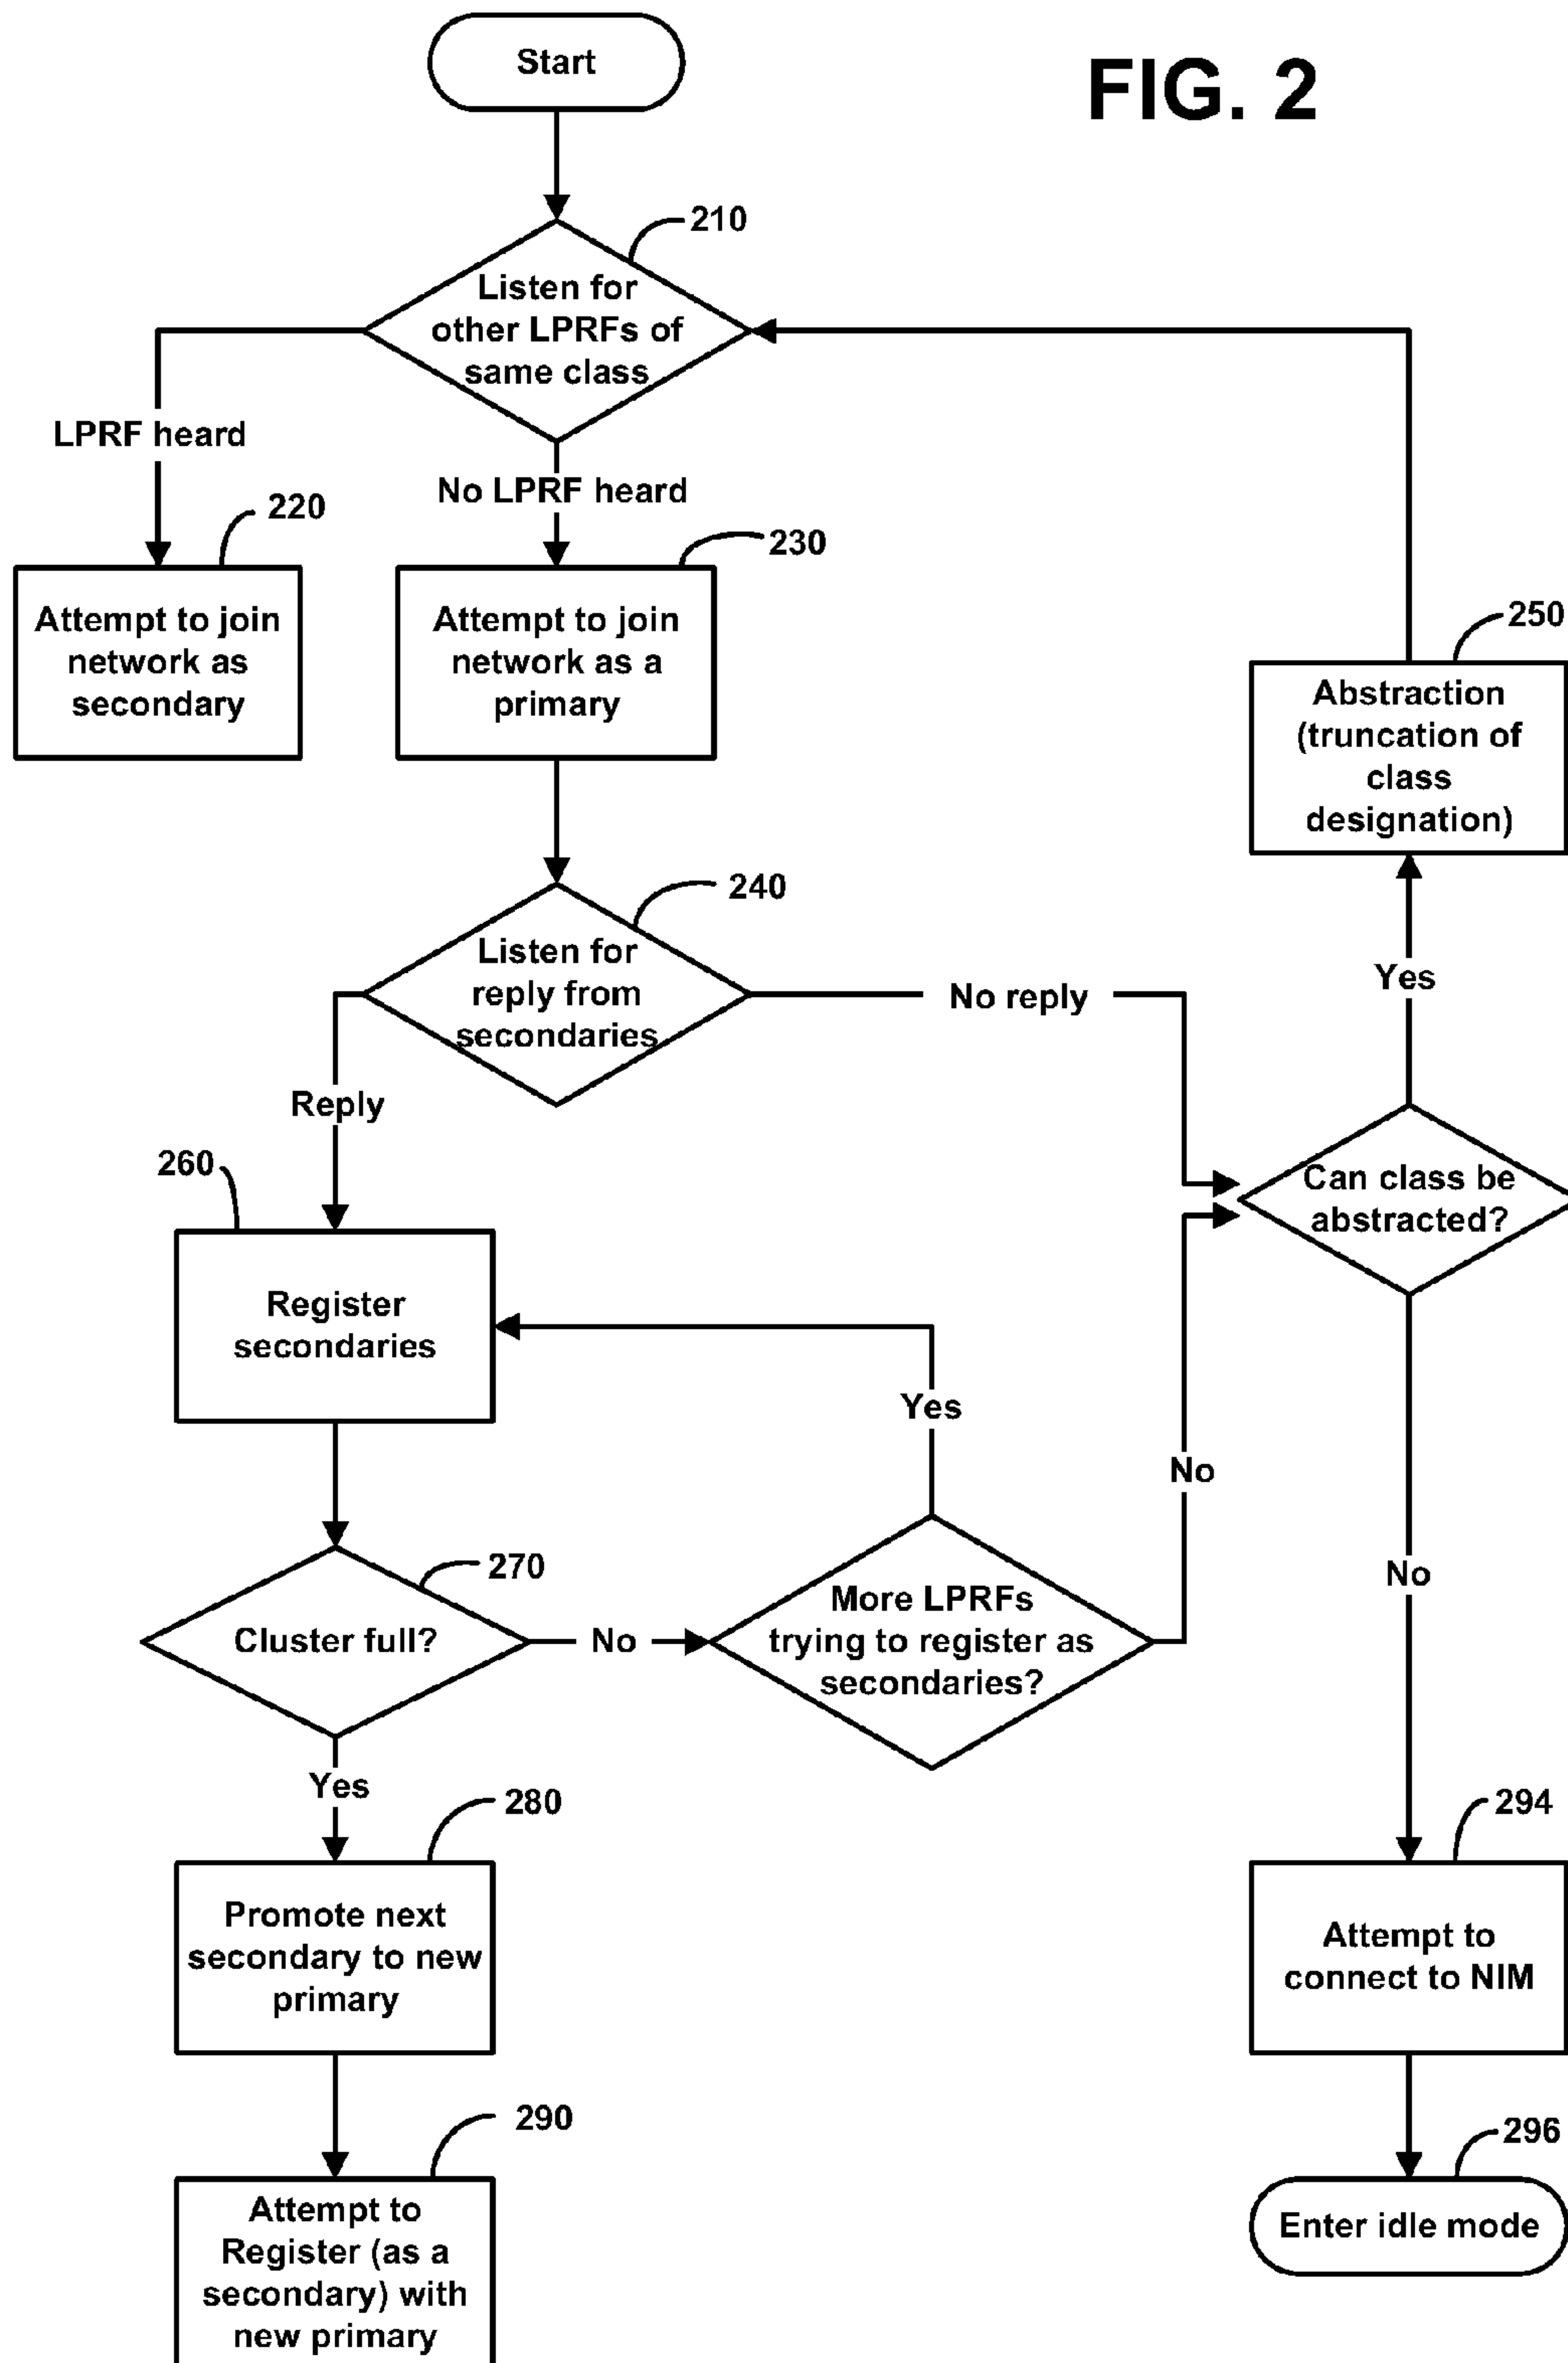 Start
FIG. 2
210
Listen for
other LPRFs of
same class
LPRF heard
No LPRF heard
220
230
Attempt to join
network as
secondary
Attempt to join
network as a
primary
250
Abstraction
(truncation of
class
designation)
240
Listen for
reply from
secondaries
No reply
Yes
Reply
260
Can class be
abstracted?
Register
secondaries
Yes
No
270
Cluster full?
No
More LPRFs
trying to register as
secondaries?
No
Yes
280
Promote next
secondary to new
primary
294
Attempt to
connect to NIM
290
Attempt to
Register (as a
secondary) with
new primary
296
Enter idle mode